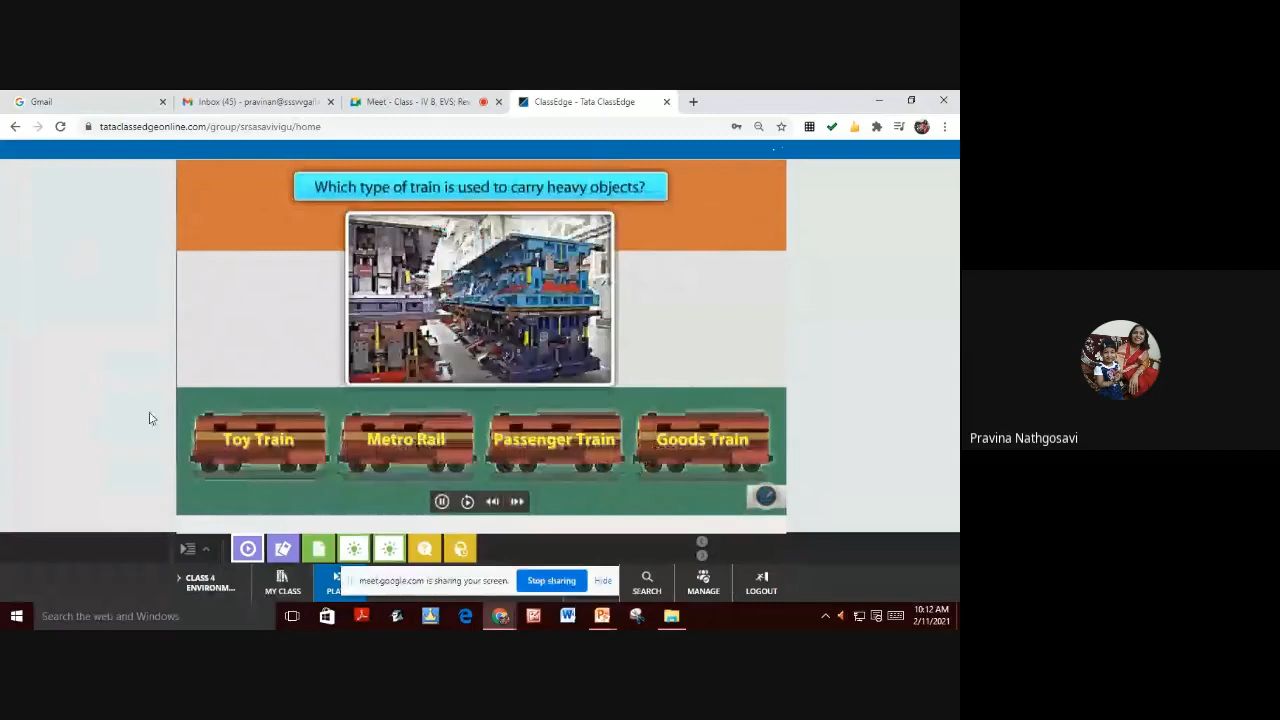 Gmail
Inbox (45) - pravinan@sssvvgall
Meet - Class - IV B, EVS; Rev
ClassEdge - Tata ClassEdge
tataclassedgeonline.com/group/srsasavivigu/home
Which type of train is used to carry heavy objects?
Toy Train
Metro Rail
Passenger Train
Goods Train
Pravina Nathgosavi
CLASS 4
ENVIRONM...
MY CLASS
PLA
meet.google.com is sharing your screen.
Stop sharing
Hide
SEARCH
MANAGE
LOGOUT
Search the web and Windows
10:12 AM
2/11/2021